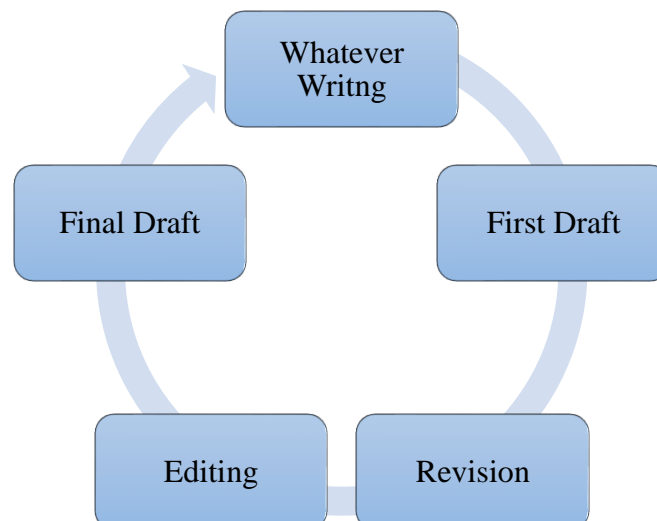 Whatever
Writng
First Draft
Revision
Editing
Final Draft